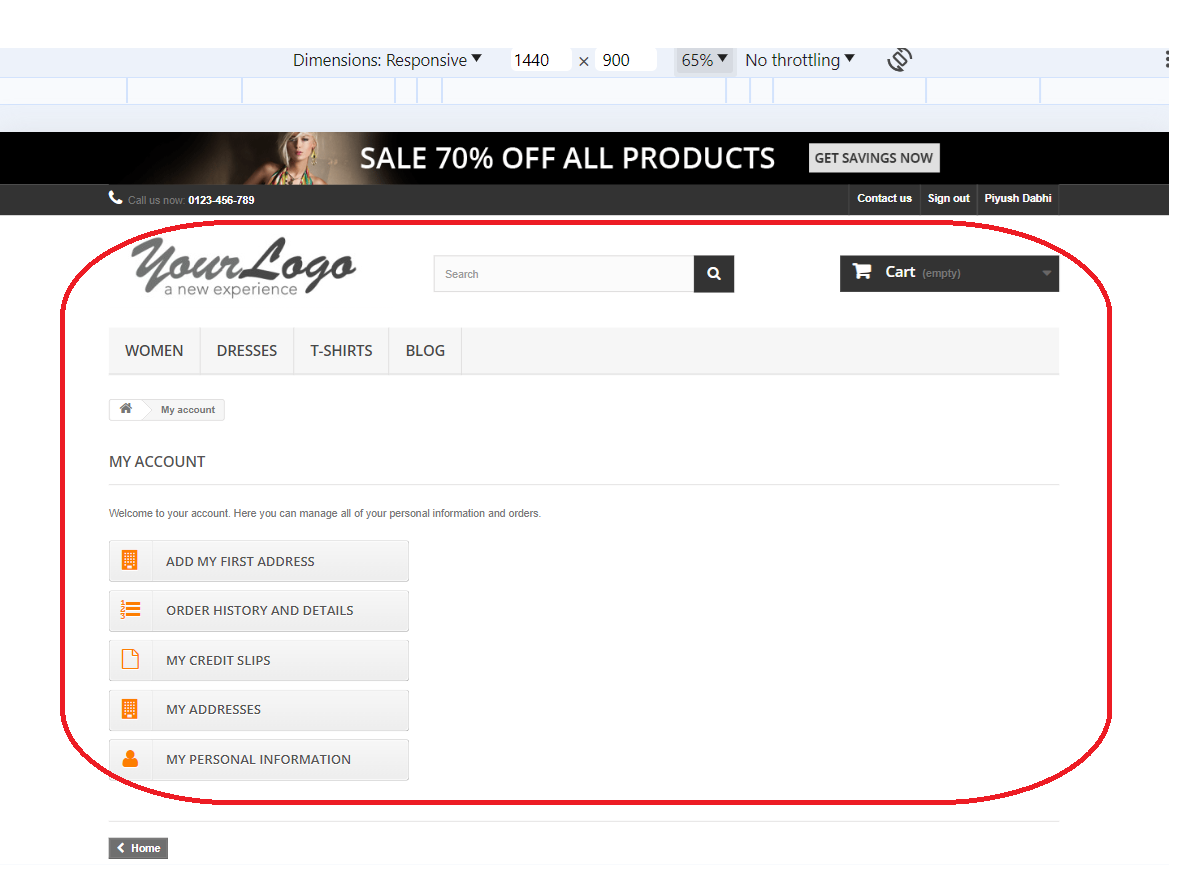 Dimensions: Responsive ▼ 1440 × 900 65% ▼ No throttling ▼
SALE 70% OFF ALL PRODUCTS GET SAVINGS NOW
Call us now: 0123-456-789 Contact us Sign out Piyush Dabhi
Your Logo
a new experience
Search
Cart (empty)
WOMEN DRESSES T-SHIRTS BLOG
My account
MY ACCOUNT
Welcome to your account. Here you can manage all of your personal information and orders.
ADD MY FIRST ADDRESS
ORDER HISTORY AND DETAILS
MY CREDIT SLIPS
MY ADDRESSES
MY PERSONAL INFORMATION
Home